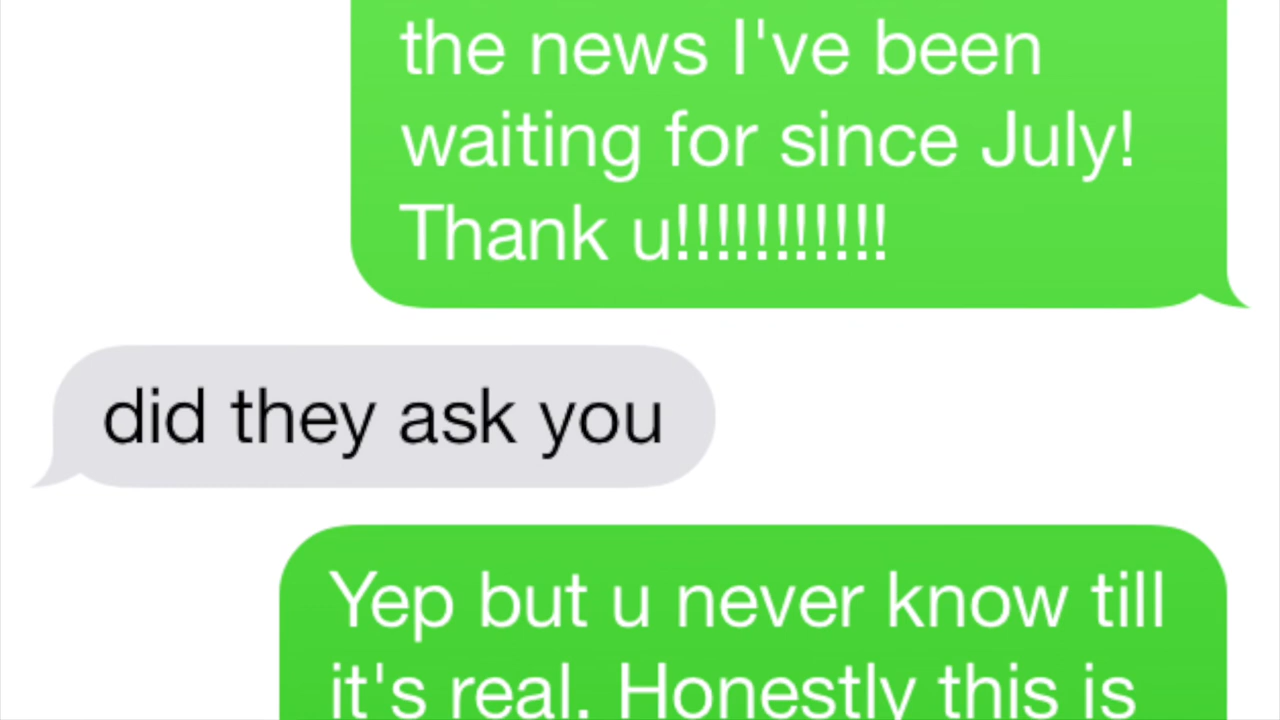 the news I've been
waiting for since July!
Thank u!!!!!!!!!!!
did they ask you
Yep but u never know till
it's real. Honestly this is